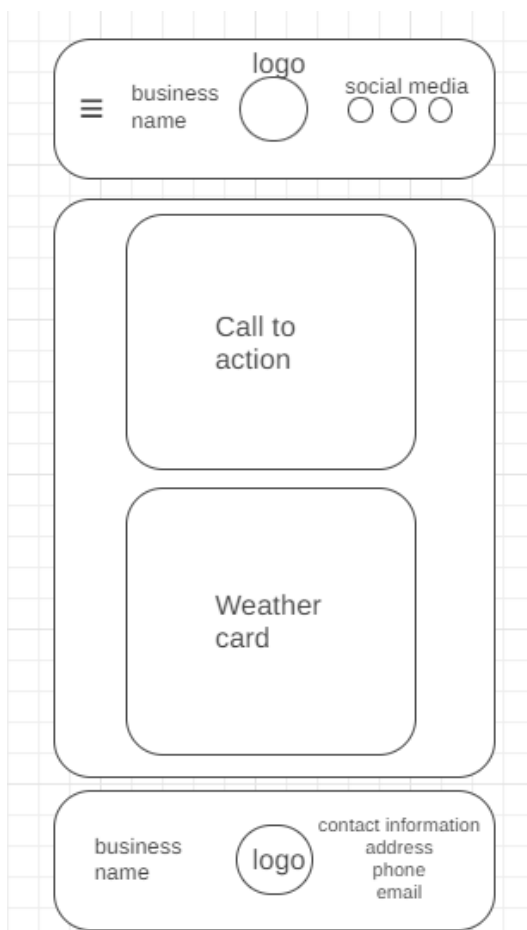 logo
business
name
social media
Call to
action
Weather
card
business
name
logo
contact information
address
phone
email